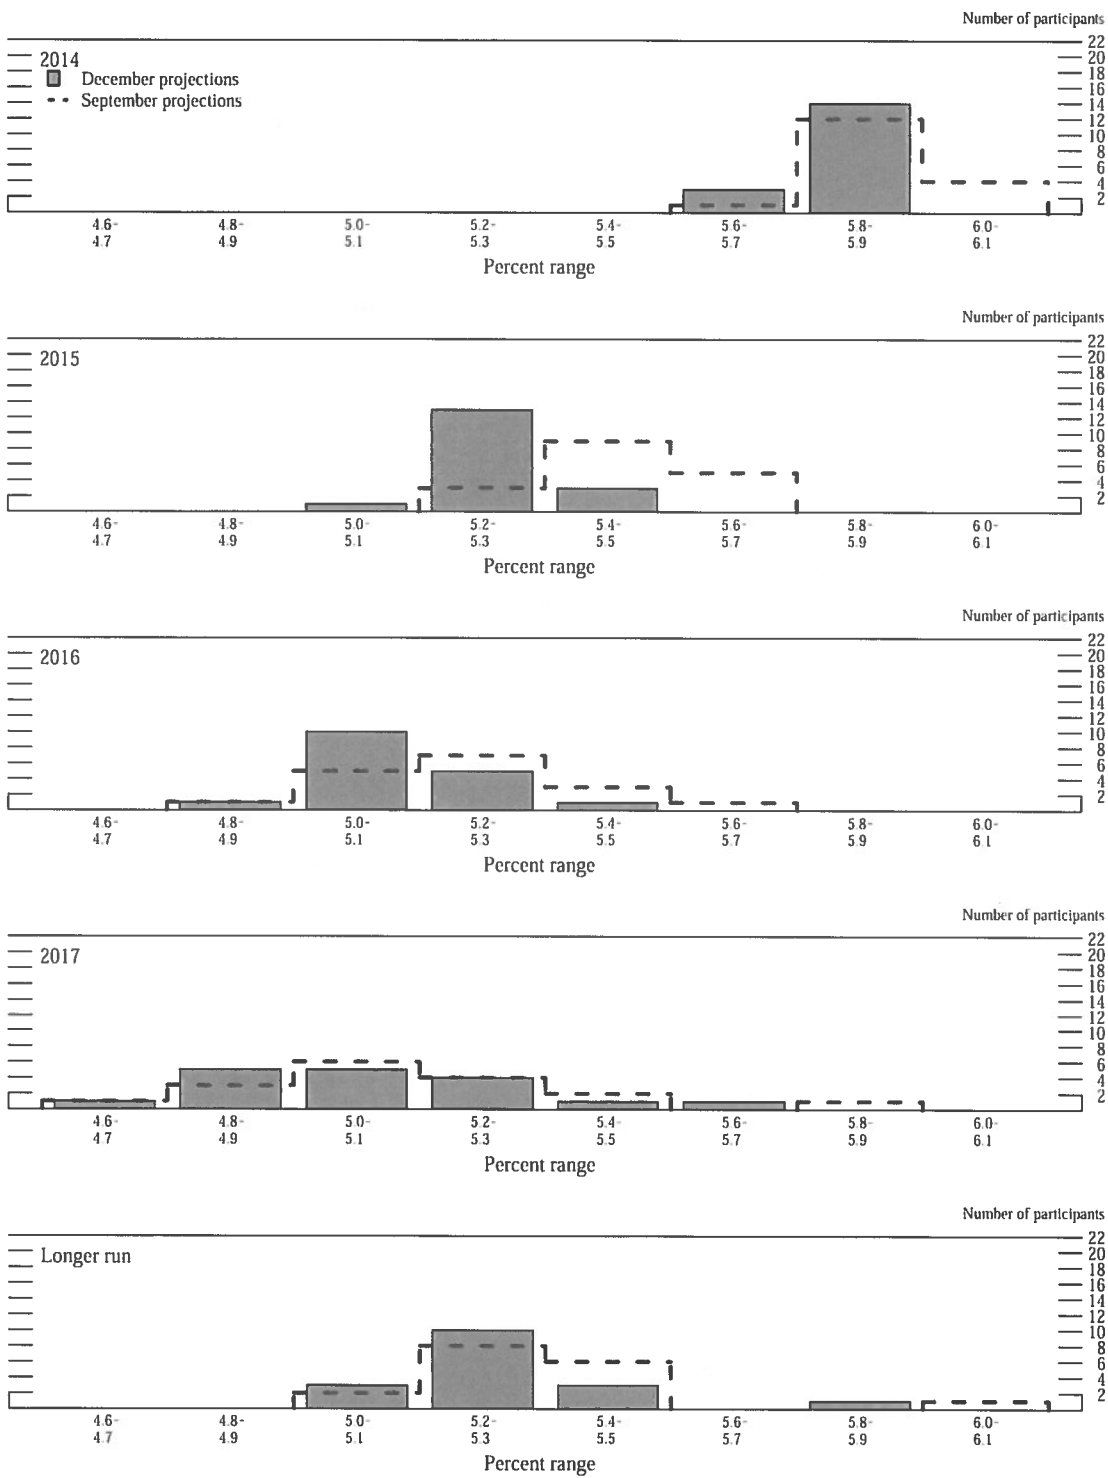 Number of participants
2014
December projections
September projections
22
20
18
16
14
12
10
8
6
4
2
4.6- 4.8- 5.0- 5.2- 5.4- 5.6- 5.8- 6.0-
4.7 4.9 5.1 5.3 5.5 5.7 5.9 6.1
Percent range
Number of participants
2015
22
20
18
16
14
12
10
8
6
4
2
4.6- 4.8- 5.0- 5.2- 5.4- 5.6- 5.8- 6.0-
4.7 4.9 5.1 5.3 5.5 5.7 5.9 6.1
Percent range
Number of participants
2016
22
20
18
16
14
12
10
8
6
4
2
4.6- 4.8- 5.0- 5.2- 5.4- 5.6- 5.8- 6.0-
4.7 4.9 5.1 5.3 5.5 5.7 5.9 6.1
Percent range
Number of participants
2017
22
20
18
16
14
12
10
8
6
4
2
4.6- 4.8- 5.0- 5.2- 5.4- 5.6- 5.8- 6.0-
4.7 4.9 5.1 5.3 5.5 5.7 5.9 6.1
Percent range
Number of participants
Longer run
22
20
18
16
14
12
10
8
6
4
2
4.6- 4.8- 5.0- 5.2- 5.4- 5.6- 5.8- 6.0-
4.7 4.9 5.1 5.3 5.5 5.7 5.9 6.1
Percent range